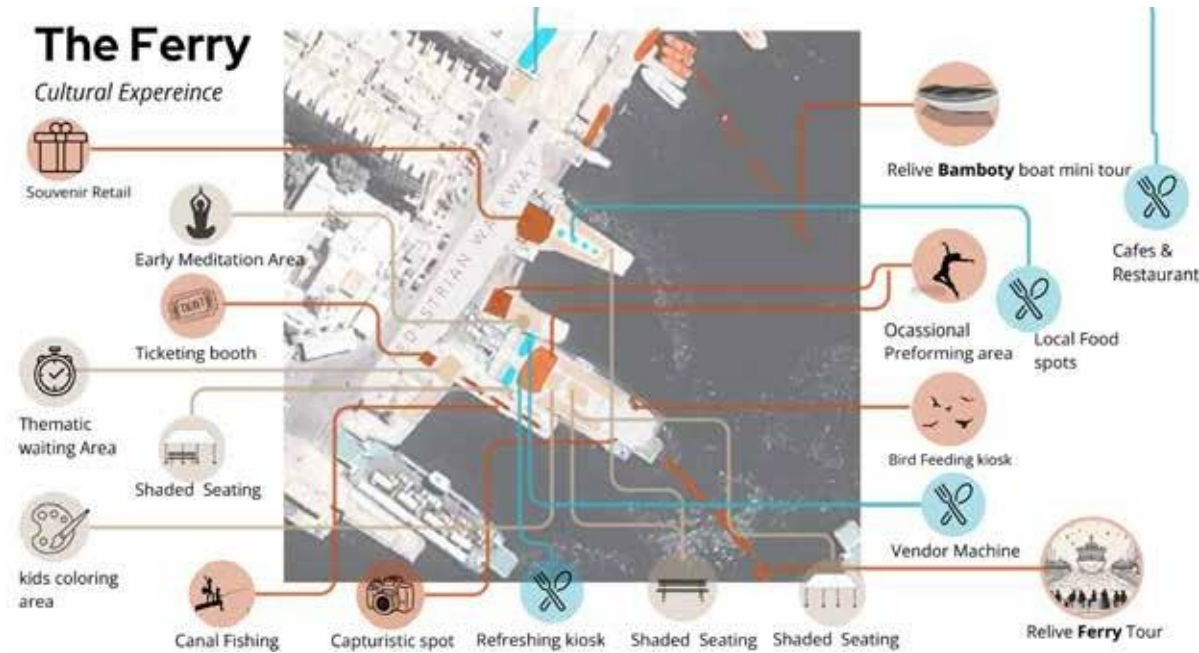 The Ferry
Cultural Expereince
Souvenir Retail
Early Meditation Area
Ticketing booth
Thematic
waiting Area
Shaded Seating
kids coloring
area
Canal Fishing
Capturistic spot
Refreshing kiosk
Shaded Seating
Shaded Seating
Relive Bamboty boat mini tour
Cafes &
Restaurant
Ocassional
Preforming area
Local Food
spots
Bird Feeding kiosk
Vendor Machine
Relive Ferry Tour